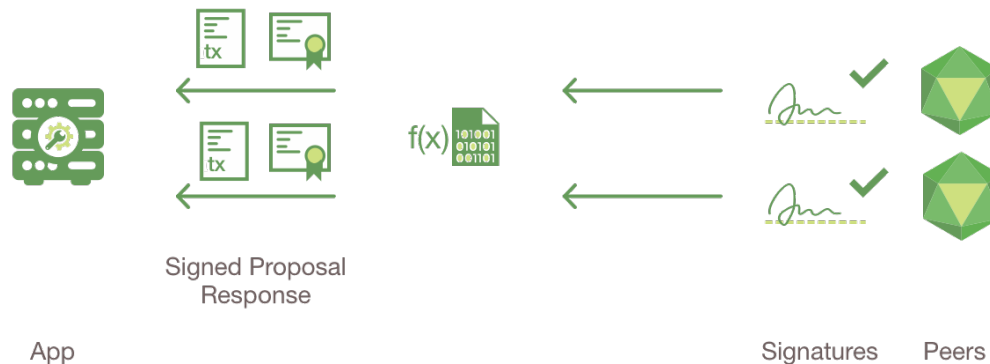 tx
tx
f(x)
101001
010101
001101
Signed Proposal
Response
App
Signatures
Peers